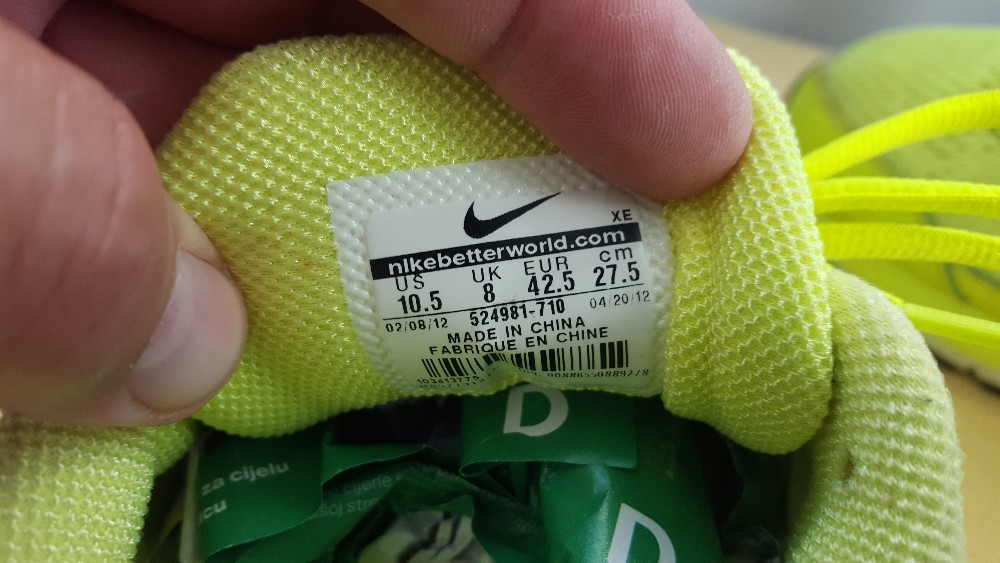 XE
nikebetterworld.com
US UK EUR cm
10.5 8 42.5 27.5
02/08/12 524981-710 04/20/12
MADE IN CHINA
FABRIQUE EN CHINE
D
za cijelu
cijene
D